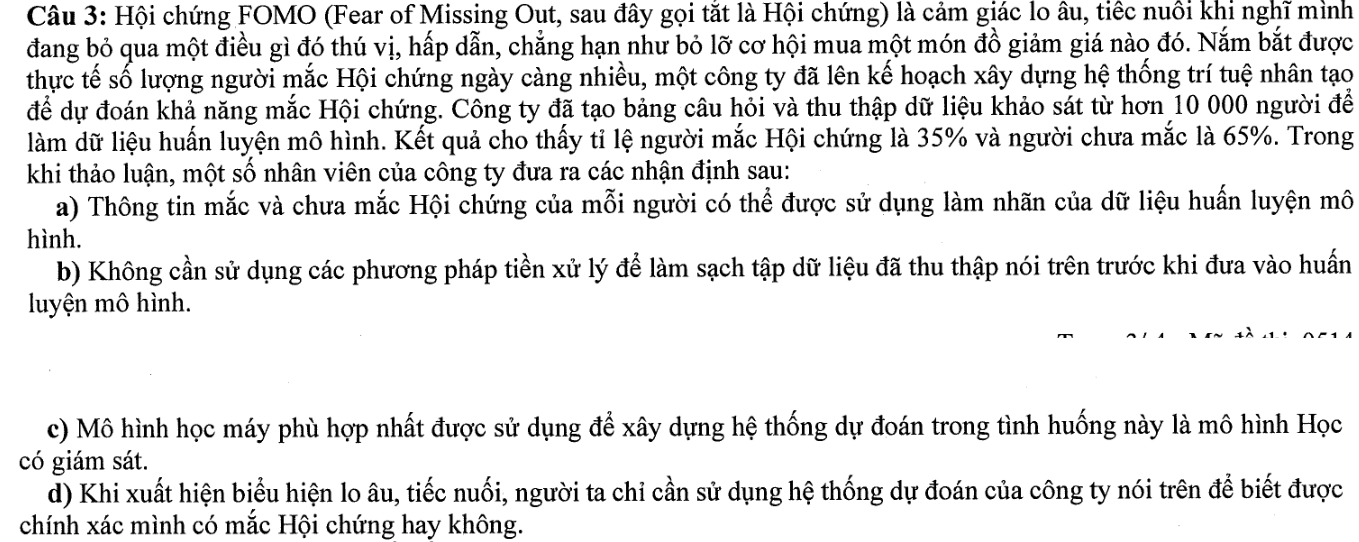 Câu 3: Hội chứng FOMO (Fear of Missing Out, sau đây gọi tắt là Hội chứng) là cảm giác lo âu, tiếc nuối khi nghĩ mình
đang bỏ qua một điều gì đó thú vị, hấp dẫn, chẳng hạn như bỏ lỡ cơ hội mua một món đồ giảm giá nào đó. Nắm bắt được
thực tế số lượng người mắc Hội chứng ngày càng nhiều, một công ty đã lên kế hoạch xây dựng hệ thống trí tuệ nhân tạo
để dự đoán khả năng mắc Hội chứng. Công ty đã tạo bảng câu hỏi và thu thập dữ liệu khảo sát từ hơn 10 000 người để
làm dữ liệu huấn luyện mô hình. Kết quả cho thấy tỉ lệ người mắc Hội chứng là 35% và người chưa mắc là 65%. Trong
khi thảo luận, một số nhân viên của công ty đưa ra các nhận định sau:
a) Thông tin mắc và chưa mắc Hội chứng của mỗi người có thể được sử dụng làm nhãn của dữ liệu huấn luyện mô
hình.
b) Không cần sử dụng các phương pháp tiền xử lý để làm sạch tập dữ liệu đã thu thập nói trên trước khi đưa vào huấn
luyện mô hình.
c) Mô hình học máy phù hợp nhất được sử dụng để xây dựng hệ thống dự đoán trong tình huống này là mô hình Học
có giám sát.
d) Khi xuất hiện biểu hiện lo âu, tiếc nuối, người ta chỉ cần sử dụng hệ thống dự đoán của công ty nói trên để biết được
chính xác mình có mắc Hội chứng hay không.